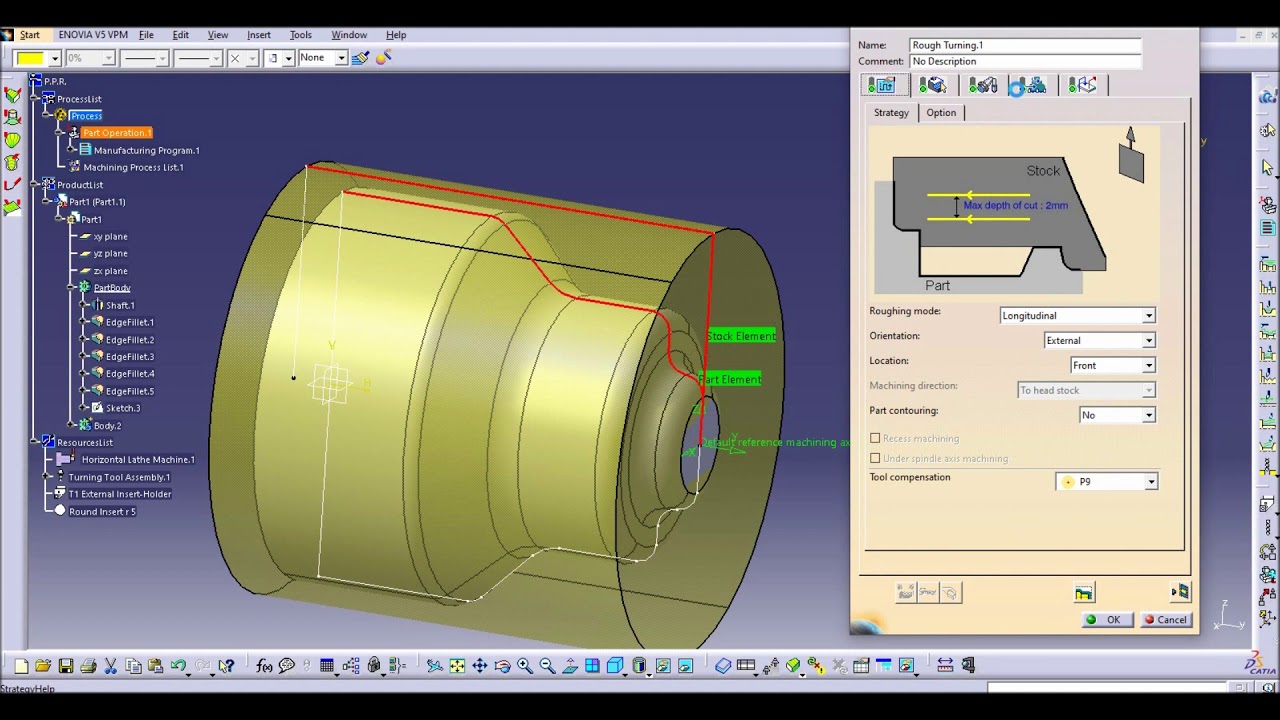 Start ENOVIA V5 VPM File Edit View Insert Tools Window Help
0% None
P.P.R.
ProcessList
Process
Part Operation.1
Manufacturing Program.1
Machining Process List.1
ProductList
Part1 (Part1.1)
Part1
xy plane
yz plane
zx plane
PartBody
Shaft.1
EdgeFillet.1
EdgeFillet.2
EdgeFillet.3
EdgeFillet.4
EdgeFillet.5
Sketch.3
Body.2
ResourcesList
Horizontal Lathe Machine.1
Turning Tool Assembly.1
T1 External Insert-Holder
Round Insert r 5
V
H
Stock Element
Part Element
Default reference machining ax
Name: Rough Turning.1
Comment: No Description
Strategy Option
Stock
Max depth of cut : 2mm
Part
Roughing mode: Longitudinal
Orientation: External
Location: Front
Machining direction: To head stock
Part contouring: No
Recess machining
Under spindle axis machining
Tool compensation P9
OK Cancel
z
x y
f(x)
CATIA
StrategyHelp